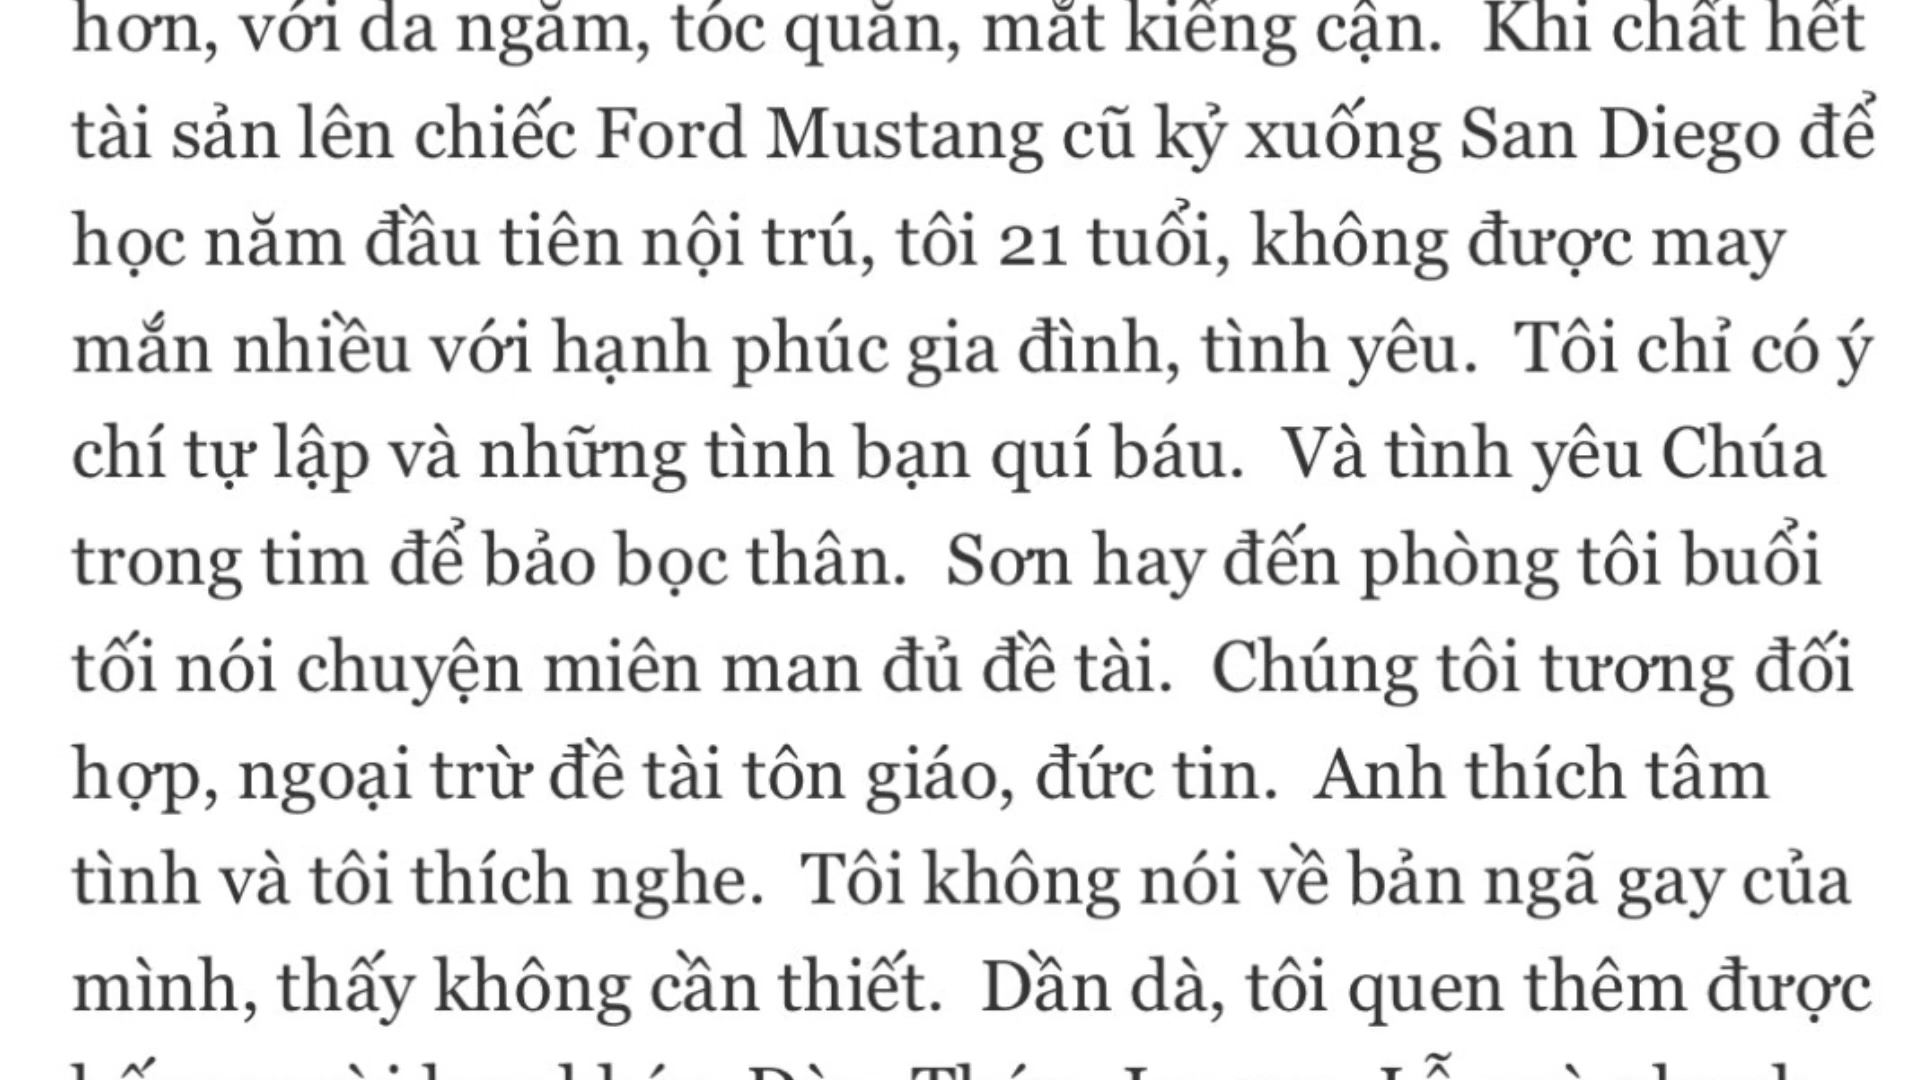 hơn, với da ngăm, tóc quăn, mắt kiếng cận.  Khi chất hết
tài sản lên chiếc Ford Mustang cũ kỷ xuống San Diego để
học năm đầu tiên nội trú, tôi 21 tuổi, không được may
mắn nhiều với hạnh phúc gia đình, tình yêu.  Tôi chỉ có ý
chí tự lập và những tình bạn quí báu.  Và tình yêu Chúa
trong tim để bảo bọc thân.  Sơn hay đến phòng tôi buổi
tối nói chuyện miên man đủ đề tài.  Chúng tôi tương đối
hợp, ngoại trừ đề tài tôn giáo, đức tin.  Anh thích tâm
tình và tôi thích nghe.  Tôi không nói về bản ngã gay của
mình, thấy không cần thiết.  Dần dà, tôi quen thêm được